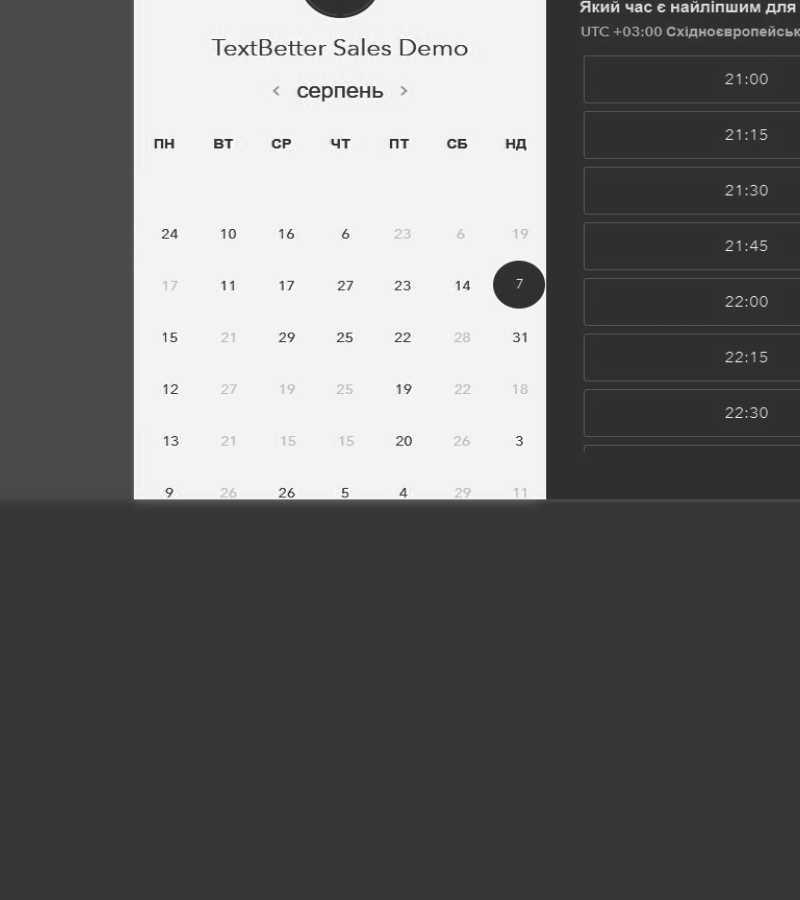 TextBetter Sales Demo
серпень
ПН ВТ СР ЧТ ПТ СБ НД
24 10 16 6 23 6 19
17 11 17 27 23 14 7
15 21 29 25 22 28 31
12 27 19 25 19 22 18
13 21 15 15 20 26 3
9 26 26 5 4 29 11
Який час є найліпшим для
UTC +03:00 Східноєвропейськ
21:00
21:15
21:30
21:45
22:00
22:15
22:30